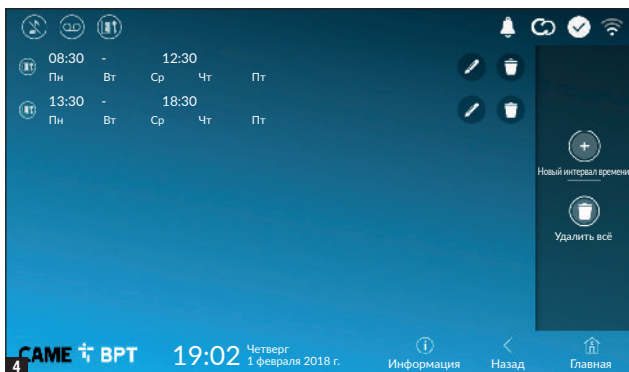 08:30 - 12:30
Пн Вт Ср Чт Пт
13:30 - 18:30
Пн Вт Ср Чт Пт
Новый интервал времени
Удалить всё
CAME BPT
19:02
Четверг
1 февраля 2018 г.
Информация
Назад
Главная
4